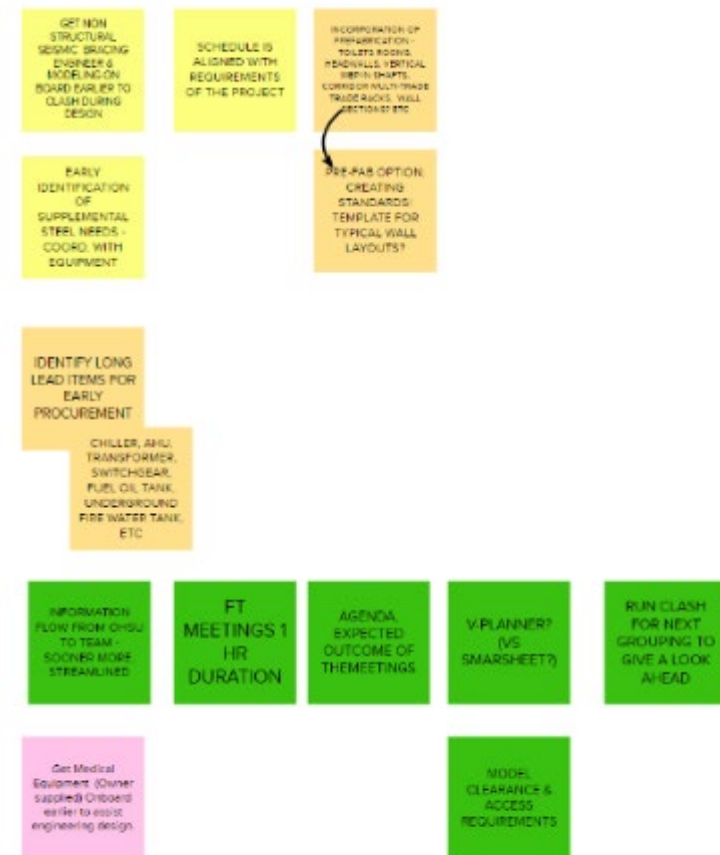 GET NON
STRUCTURAL
SEISMIC BRACING
ENGINEER &
MODELING ON
BOARD EARLIER TO
CLASH DURING
DESIGN
SCHEDULE IS
ALIGNED WITH
REQUIREMENTS
OF THE PROJECT
INCORPORATION OF
PREFABRICATION -
TOILETS ROOMS,
HEADWALLS, VERTICAL
MEP IN SHAFTS,
CORRIDOR MULTI-TRADE
TRADE RACKS, WALL
SECTIONS? ETC
EARLY
IDENTIFICATION
OF
SUPPLEMENTAL
STEEL NEEDS -
COORD. WITH
EQUIPMENT
PRE-FAB OPTION:
CREATING
STANDARDS/
TEMPLATE FOR
TYPICAL WALL
LAYOUTS?
IDENTIFY LONG
LEAD ITEMS FOR
EARLY
PROCUREMENT
CHILLER, AHU,
TRANSFORMER,
SWITCHGEAR,
FUEL OIL TANK,
UNDERGROUND
FIRE WATER TANK,
ETC
INFORMATION
FLOW FROM OHSU
TO TEAM -
SOONER MORE
STREAMLINED
FT
MEETINGS 1
HR
DURATION
AGENDA,
EXPECTED
OUTCOME OF
THEMEETINGS
V-PLANNER?
(VS
SMARSHEET?)
RUN CLASH
FOR NEXT
GROUPING TO
GIVE A LOOK
AHEAD
Get Medical
Equipment (Owner
supplied) Onboard
earlier to assist
engineering design
MODEL
CLEARANCE &
ACCESS
REQUIREMENTS